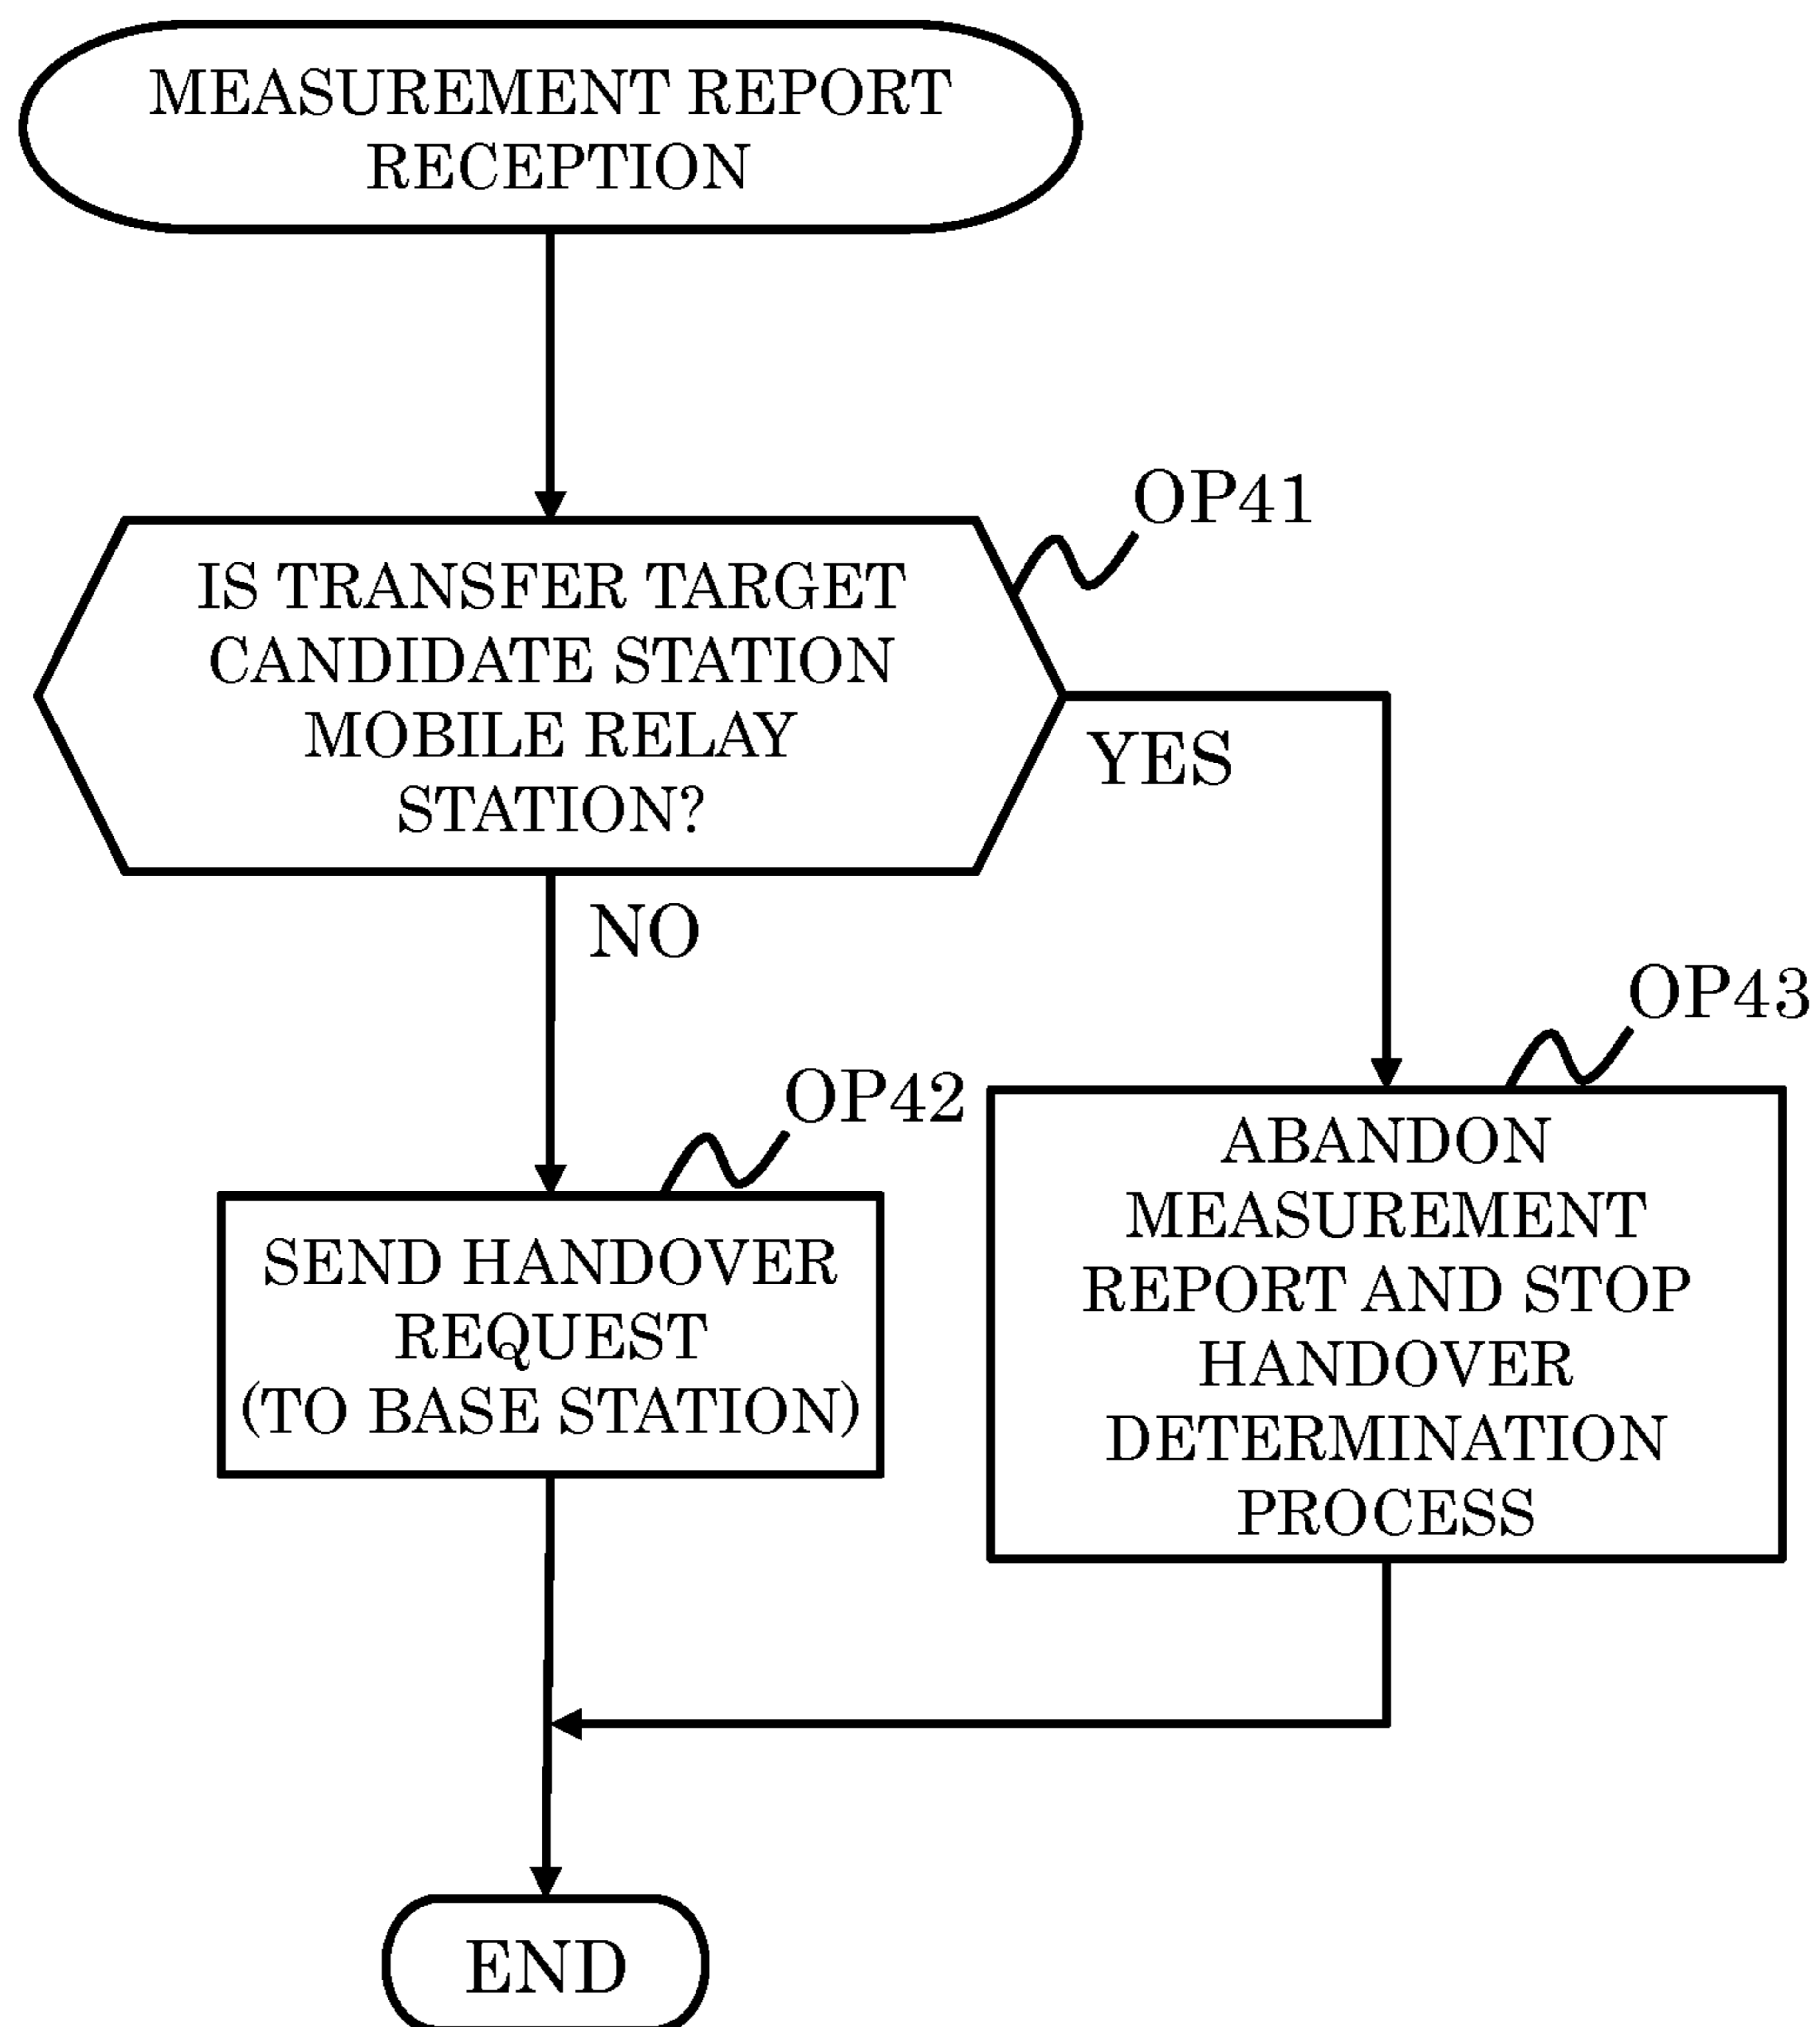 MEASUREMENT REPORT
RECEPTION
OP41
IS TRANSFER TARGET
CANDIDATE STATION
MOBILE RELAY
STATION?
YES
NO
OP42
SEND HANDOVER
REQUEST
(TO BASE STATION)
OP43
ABANDON
MEASUREMENT
REPORT AND STOP
HANDOVER
DETERMINATION
PROCESS
END